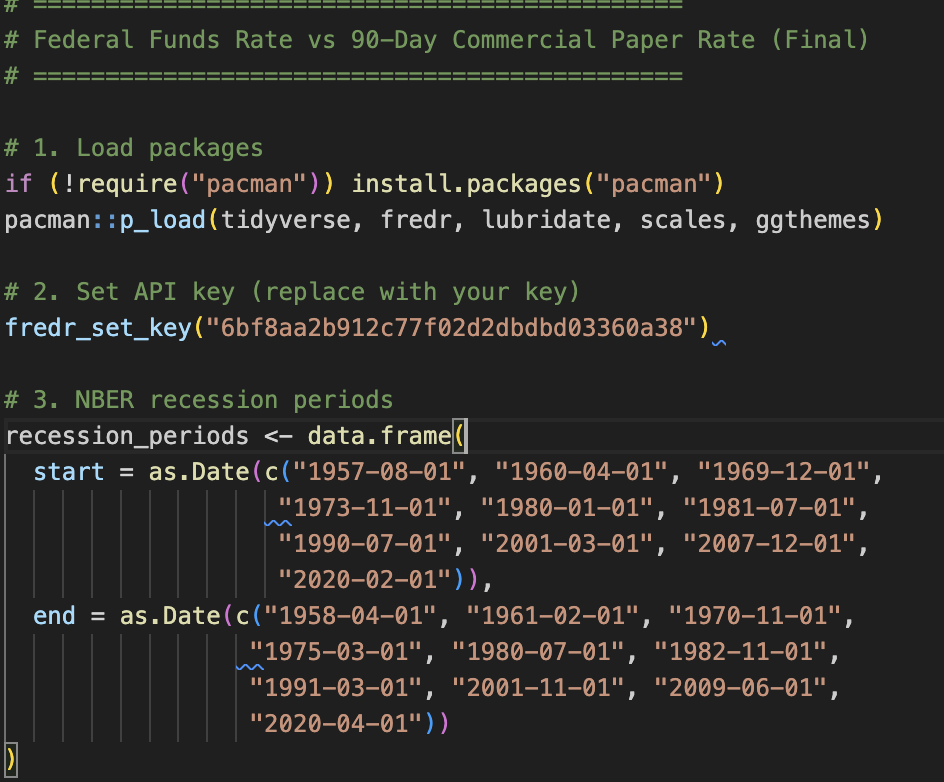 # =============================================
# Federal Funds Rate vs 90-Day Commercial Paper Rate (Final)
# =============================================
# 1. Load packages
if (!require("pacman")) install.packages("pacman")
pacman::p_load(tidyverse, fredr, lubridate, scales, ggthemes)
# 2. Set API key (replace with your key)
fredr_set_key("6bf8aa2b912c77f02d2dbdbd03360a38")
# 3. NBER recession periods
recession_periods <- data.frame(
  start = as.Date(c("1957-08-01", "1960-04-01", "1969-12-01",
                   "1973-11-01", "1980-01-01", "1981-07-01",
                   "1990-07-01", "2001-03-01", "2007-12-01",
                   "2020-02-01")),
  end = as.Date(c("1958-04-01", "1961-02-01", "1970-11-01",
                 "1975-03-01", "1980-07-01", "1982-11-01",
                 "1991-03-01", "2001-11-01", "2009-06-01",
                 "2020-04-01"))
)